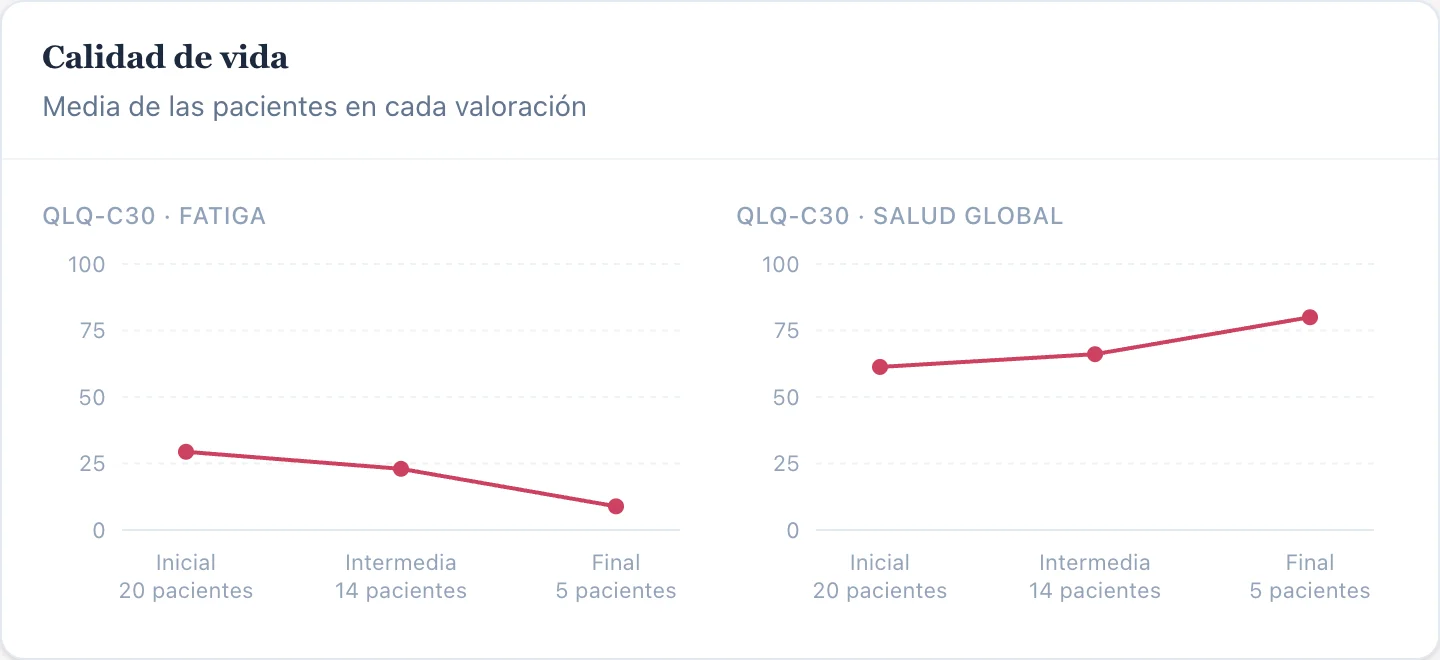 Calidad de vida
Media de las pacientes en cada valoración
QLQ-C30 · FATIGA
100
75
50
25
0
Inicial
20 pacientes
Intermedia
14 pacientes
Final
5 pacientes
QLQ-C30 · SALUD GLOBAL
100
75
50
25
0
Inicial
20 pacientes
Intermedia
14 pacientes
Final
5 pacientes